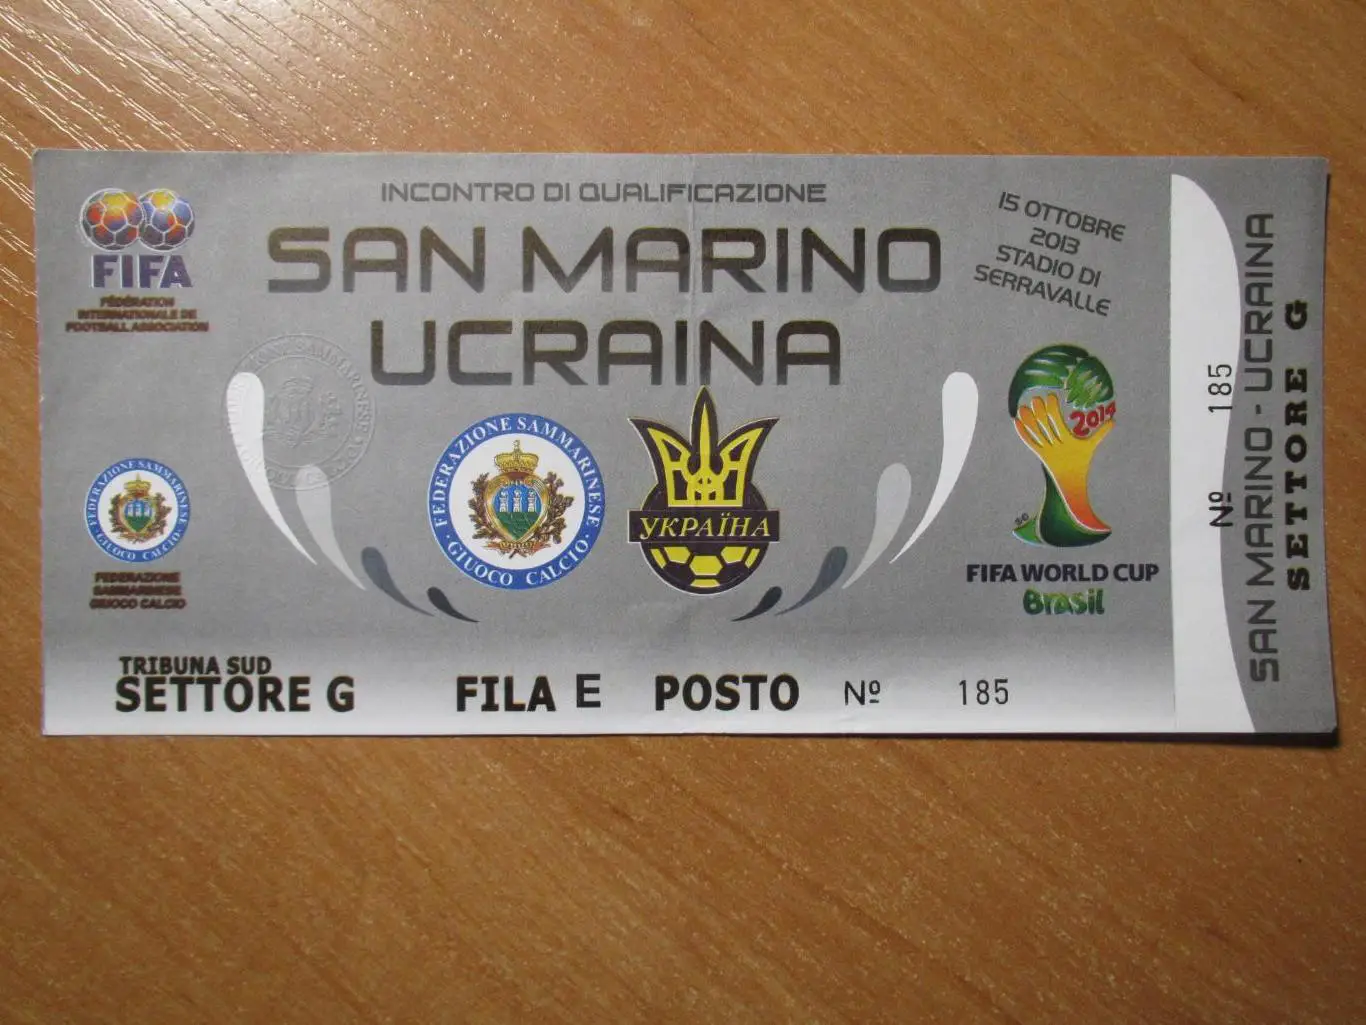 FIFA
FÉDÉRATION
INTERNATIONALE DE
FOOTBALL ASSOCIATION
INCONTRO DI QUALIFICAZIONE
SAN MARINO
UCRAINA
15 OTTOBRE
2013
STADIO DI
SERRAVALLE
FEDERAZIONE SAMMARINESE
GIUOCO CALCIO
FEDERAZIONE
SAMMARINESE
GIUOCO CALCIO
FEDERAZIONE SAMMARINESE
GIUOCO CALCIO
УКРАЇНА
2014
FIFA WORLD CUP
Brasil
TRIBUNA SUD
SETTORE G
FILA E
POSTO
Nº 185
Nº 185
SAN MARINO - UCRAINA
SETTORE G